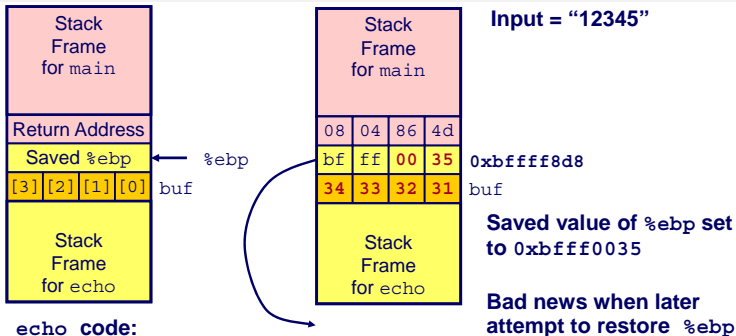 Stack
Frame
for main
Return Address
Saved %ebp
%ebp
[3] [2] [1] [0]
buf
Stack
Frame
for echo
echo code:
Stack
Frame
for main
08 04 86 4d
bf ff 00 35
0xbffff8d8
34 33 32 31
buf
Stack
Frame
for echo
Input = “12345”
Saved value of %ebp set
to 0xbfff0035
Bad news when later
attempt to restore %ebp